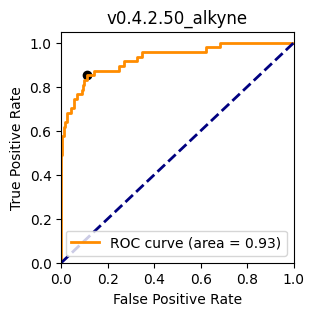 v0.4.2.50_alkyne
True Positive Rate
1.0
0.8
0.6
0.4
0.2
0.0
ROC curve (area = 0.93)
0.0 0.2 0.4 0.6 0.8 1.0
False Positive Rate